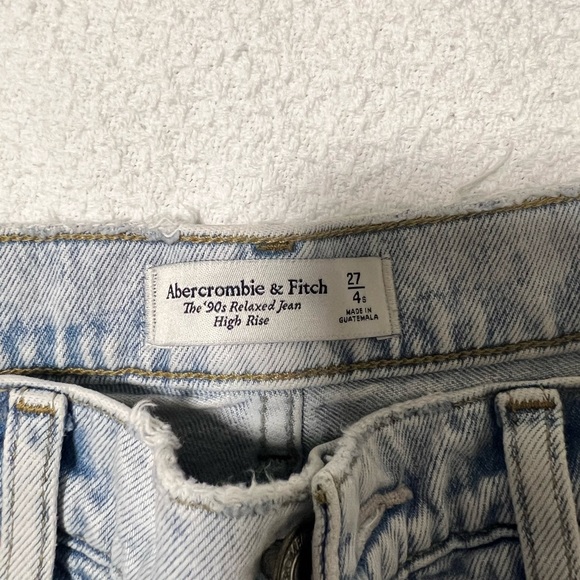 Abercrombie & Fitch
The '90s Relaxed Jean
High Rise
27
4S
MADE IN
GUATEMALA